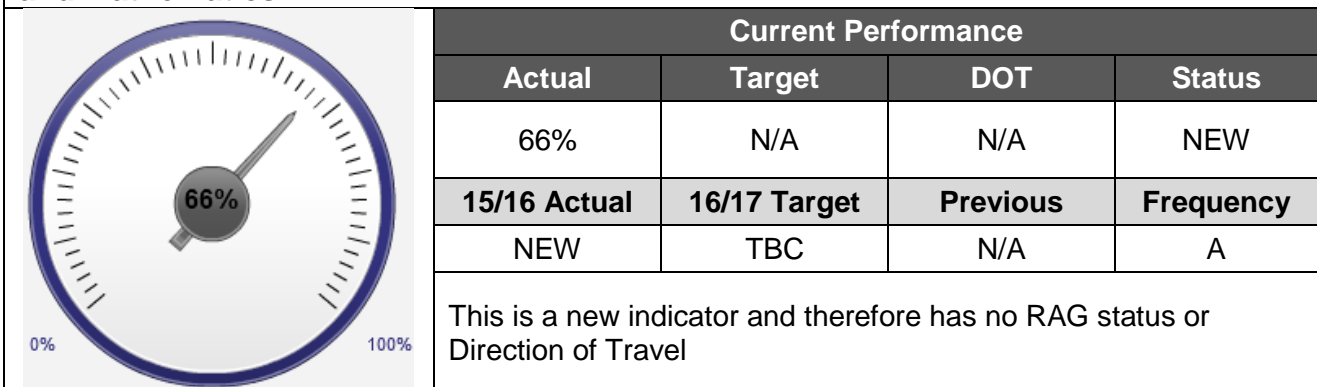 66%
0%
100%
Current Performance
Actual Target DOT Status
66% N/A N/A NEW
15/16 Actual 16/17 Target Previous Frequency
NEW TBC N/A A
This is a new indicator and therefore has no RAG status or
Direction of Travel